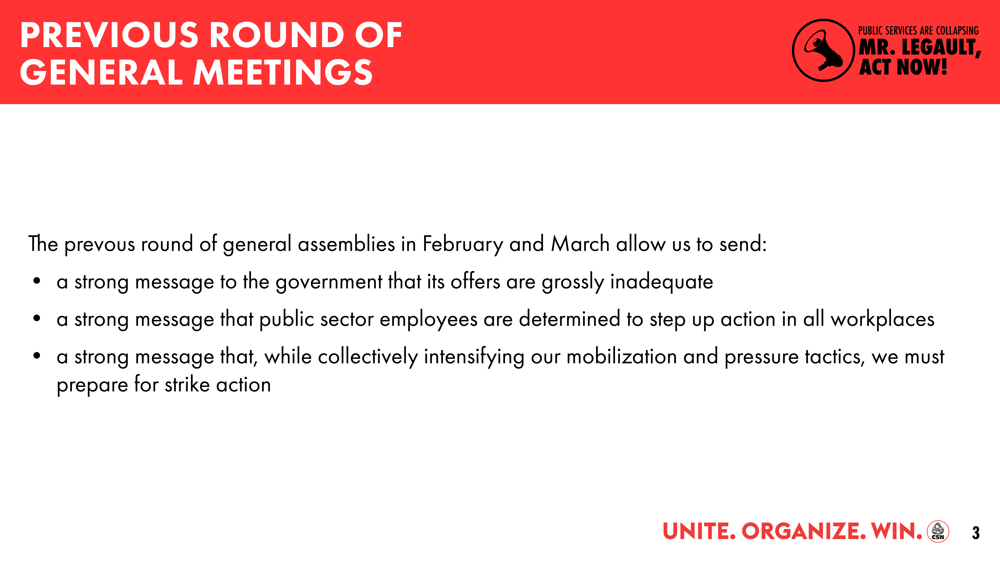 PREVIOUS ROUND OF
GENERAL MEETINGS
PUBLIC SERVICES ARE COLLAPSING
MR. LEGAULT,
ACT NOW!
The prevous round of general assemblies in February and March allow us to send:
• a strong message to the government that its offers are grossly inadequate
• a strong message that public sector employees are determined to step up action in all workplaces
• a strong message that, while collectively intensifying our mobilization and pressure tactics, we must
prepare for strike action
UNITE. ORGANIZE. WIN.
CSN
3